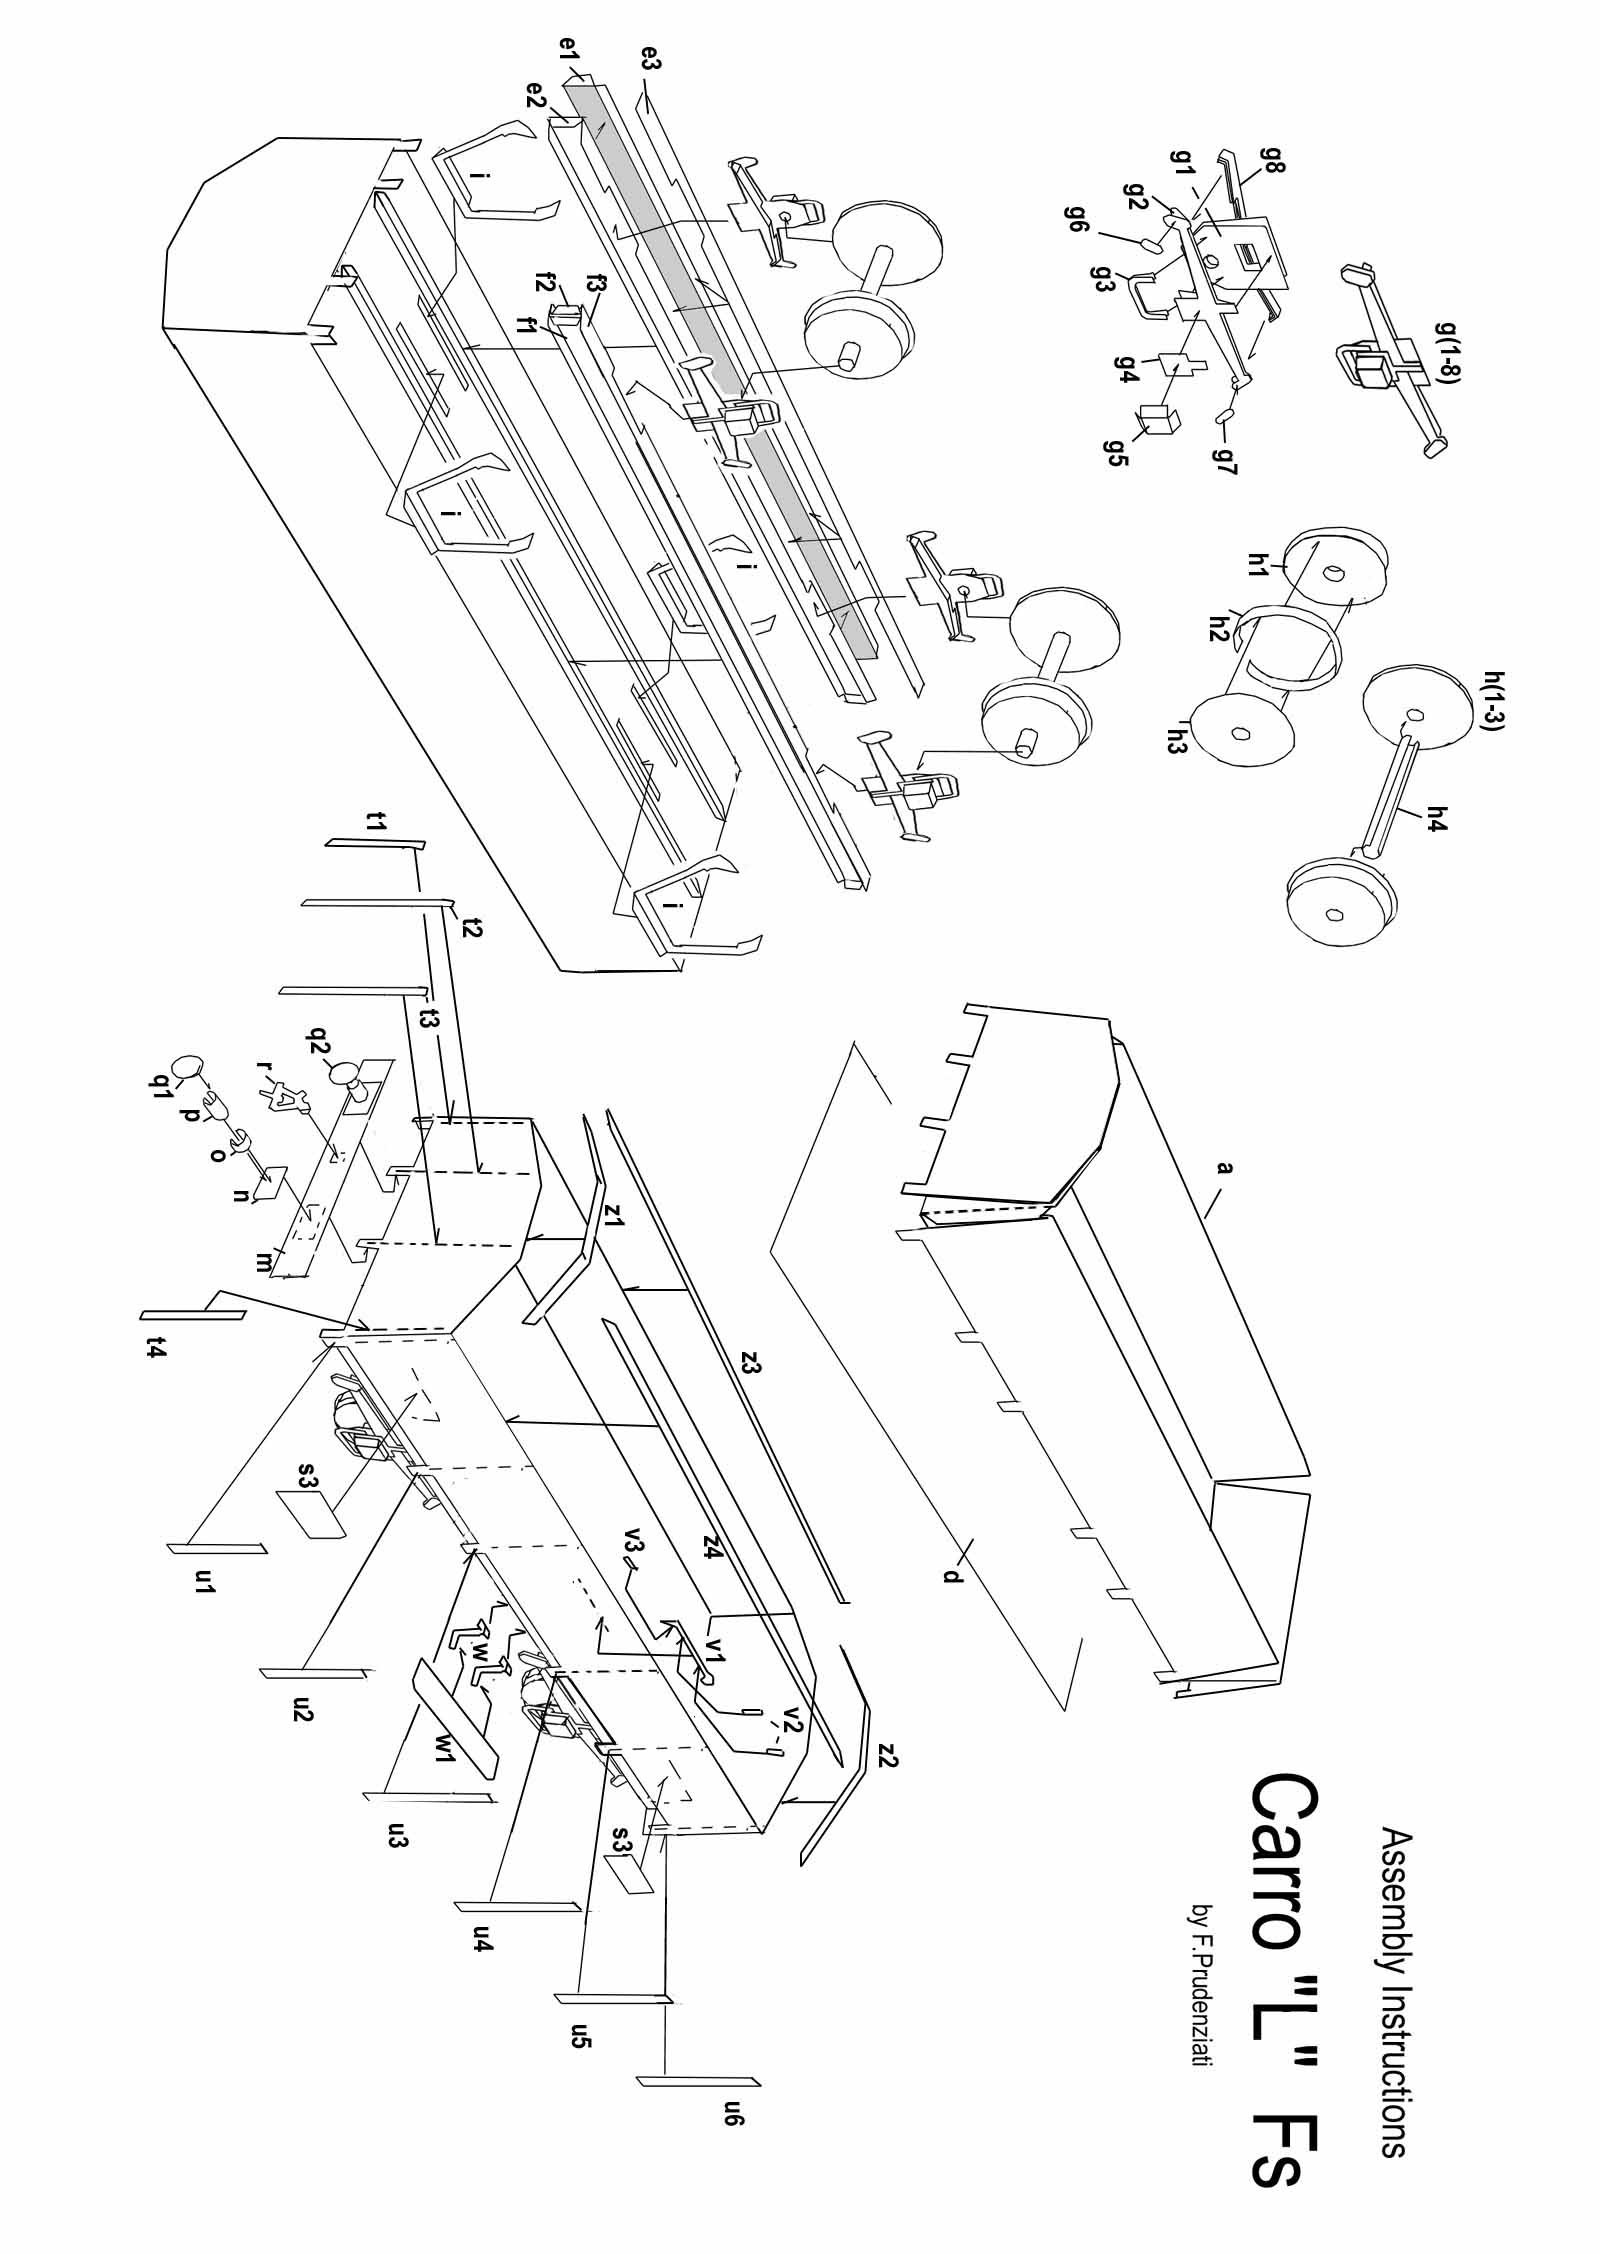 Assembly Instructions
Carro "L" Fs
by F.Prudenziati
g(1-8)
g8
g1
g2
g6
g3
g4
g5
g7
h1
h2
h3
h(1-3)
h4
e3
e1
e2
f3
f2
f1
i
i
i
i
a
d
t1
t2
t3
t4
q2
r
q1
p
o
n
m
z1
z3
z4
z2
v3
v1
v2
s3
s3
w
w1
u1
u2
u3
u4
u5
u6